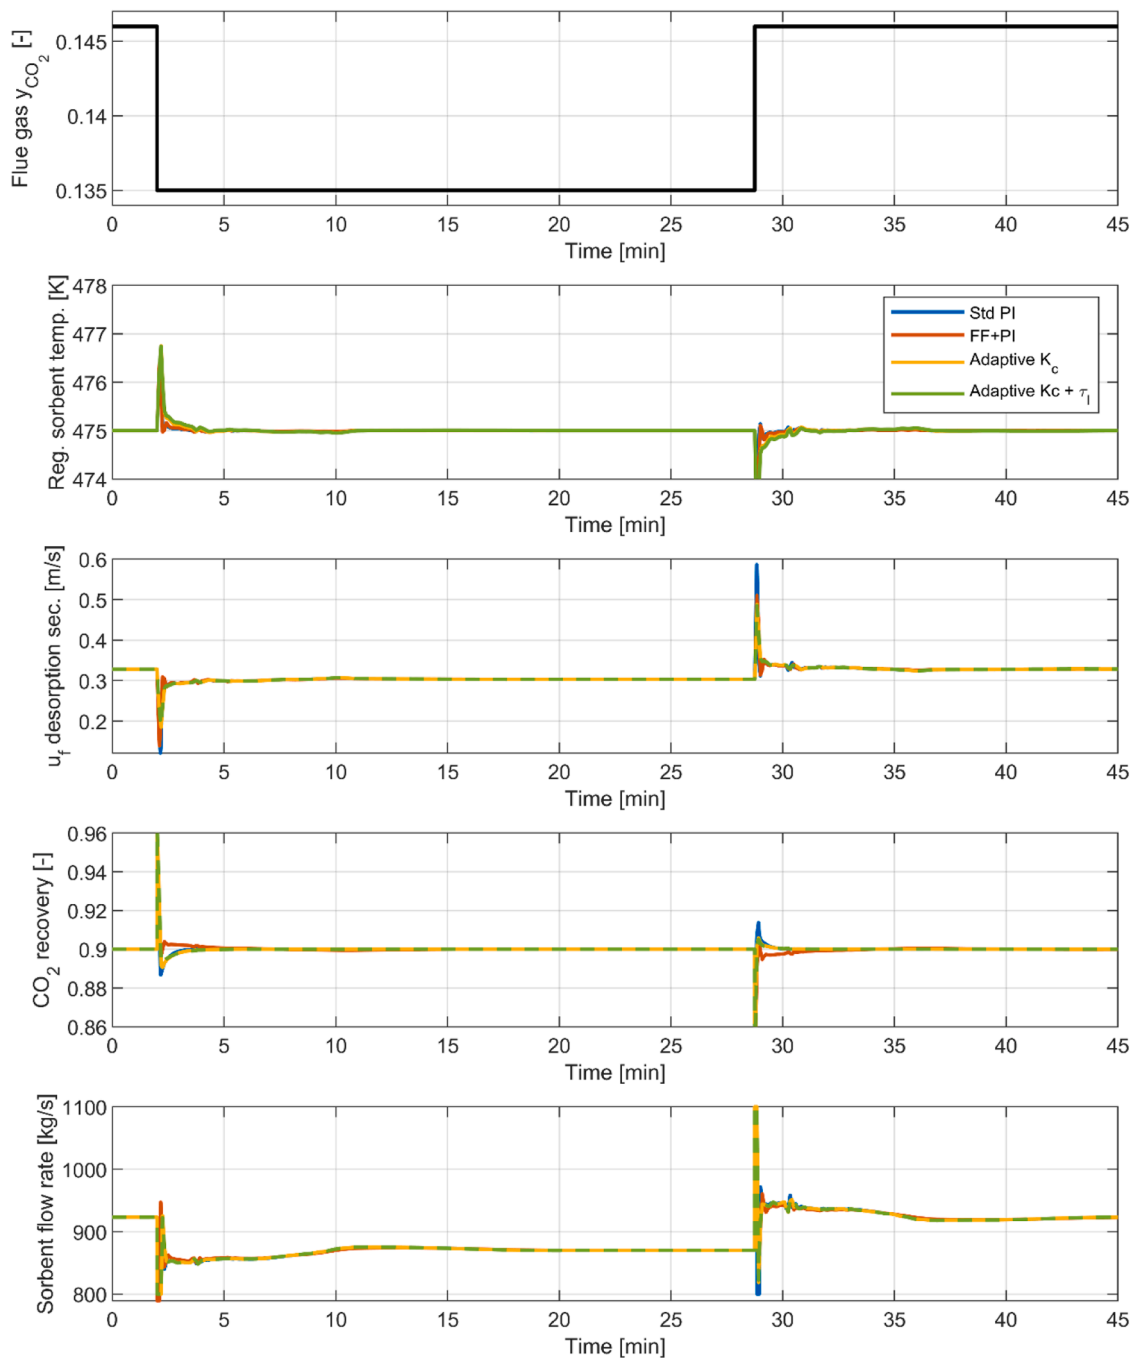 Flue gas y_CO2 [-]
0.145
0.14
0.135
0 5 10 15 20 25 30 35 40 45
Time [min]
Reg. sorbent temp. [K]
478
477
476
475
474
Std PI
FF+PI
Adaptive K_c
Adaptive Kc + τ_I
0 5 10 15 20 25 30 35 40 45
Time [min]
u_f desorption sec. [m/s]
0.6
0.5
0.4
0.3
0.2
0 5 10 15 20 25 30 35 40 45
Time [min]
CO2 recovery [-]
0.96
0.94
0.92
0.9
0.88
0.86
0 5 10 15 20 25 30 35 40 45
Time [min]
Sorbent flow rate [kg/s]
1100
1000
900
800
0 5 10 15 20 25 30 35 40 45
Time [min]